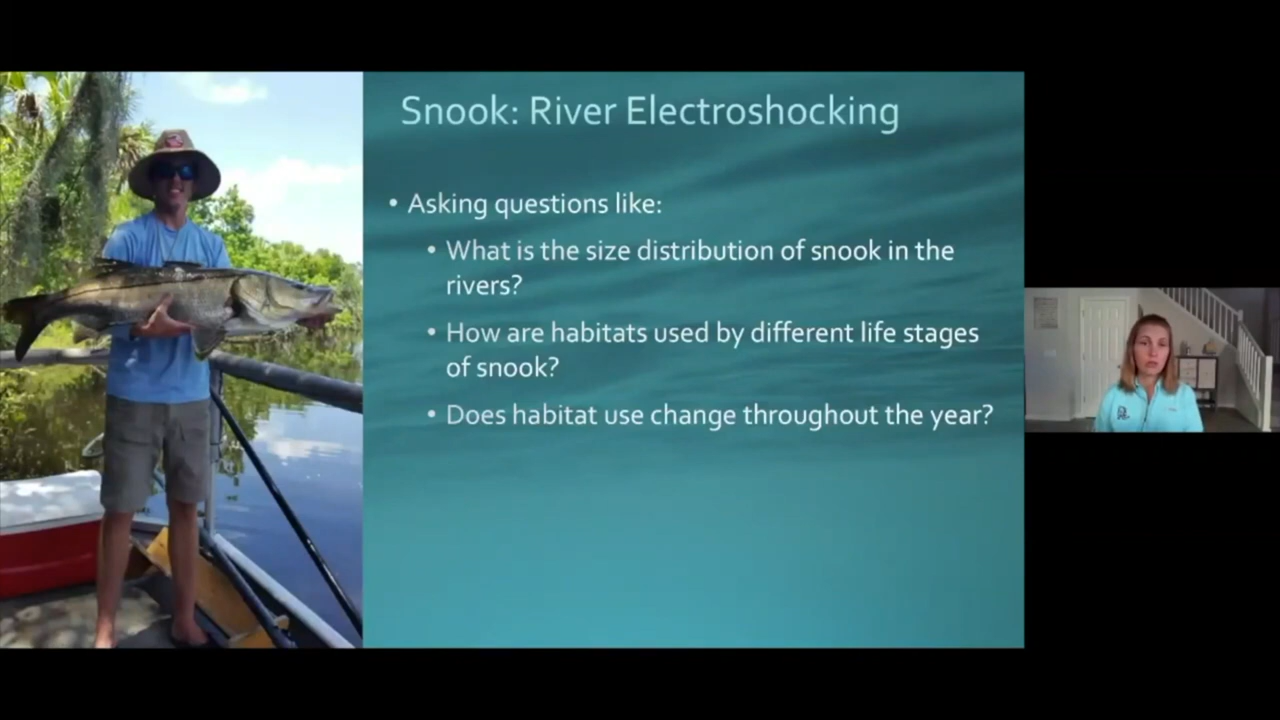 Snook: River Electroshocking
• Asking questions like:
• What is the size distribution of snook in the
rivers?
• How are habitats used by different life stages
of snook?
• Does habitat use change throughout the year?